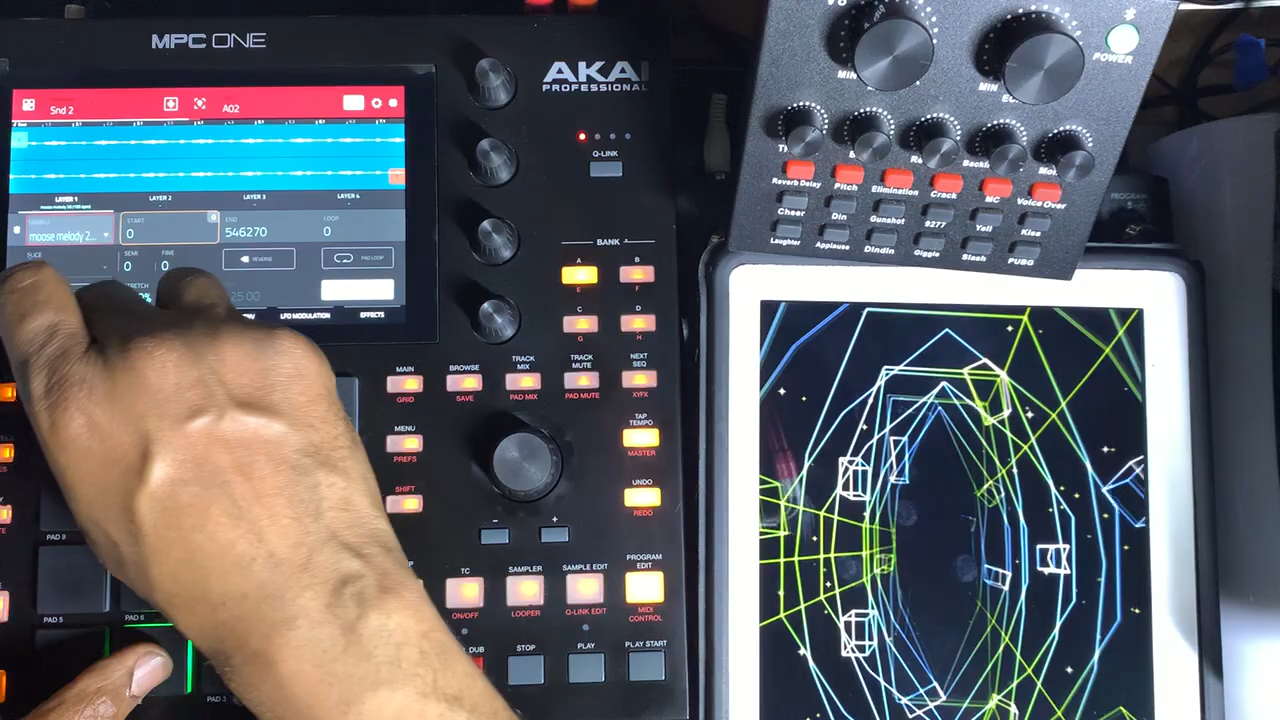 MPC ONE
AKAI
PROFESSIONAL
Snd 2
A02
LAYER 1
LAYER 2
LAYER 3
LAYER 4
START
END
LOOP
moose melody 2...
0
546270
0
SLICE
SEMI
FINE
REVERSE
PAD LOOP
0
0
LFO MODULATION
EFFECTS
Q-LINK
BANK
A
B
E
F
C
D
G
H
MAIN
BROWSE
TRACK MIX
TRACK MUTE
NEXT SEQ
GRID
SAVE
PAD MIX
PAD MUTE
XYFX
MENU
PREFS
TAP TEMPO
MASTER
SHIFT
UNDO
REDO
-
+
TC
SAMPLER
SAMPLE EDIT
PROGRAM EDIT
ON/OFF
LOOPER
Q-LINK EDIT
MIDI CONTROL
DUB
STOP
PLAY
PLAY START
PAD 9
PAD 5
PAD 6
PAD 3
MIN
MIN
POWER
Reverb Delay
Pitch
Elimination
Crack
MC
Voice Over
Cheer
Din
Gunshot
9277
Yell
Kiss
Laughter
Applause
Dindin
Giggle
Slash
PUBG